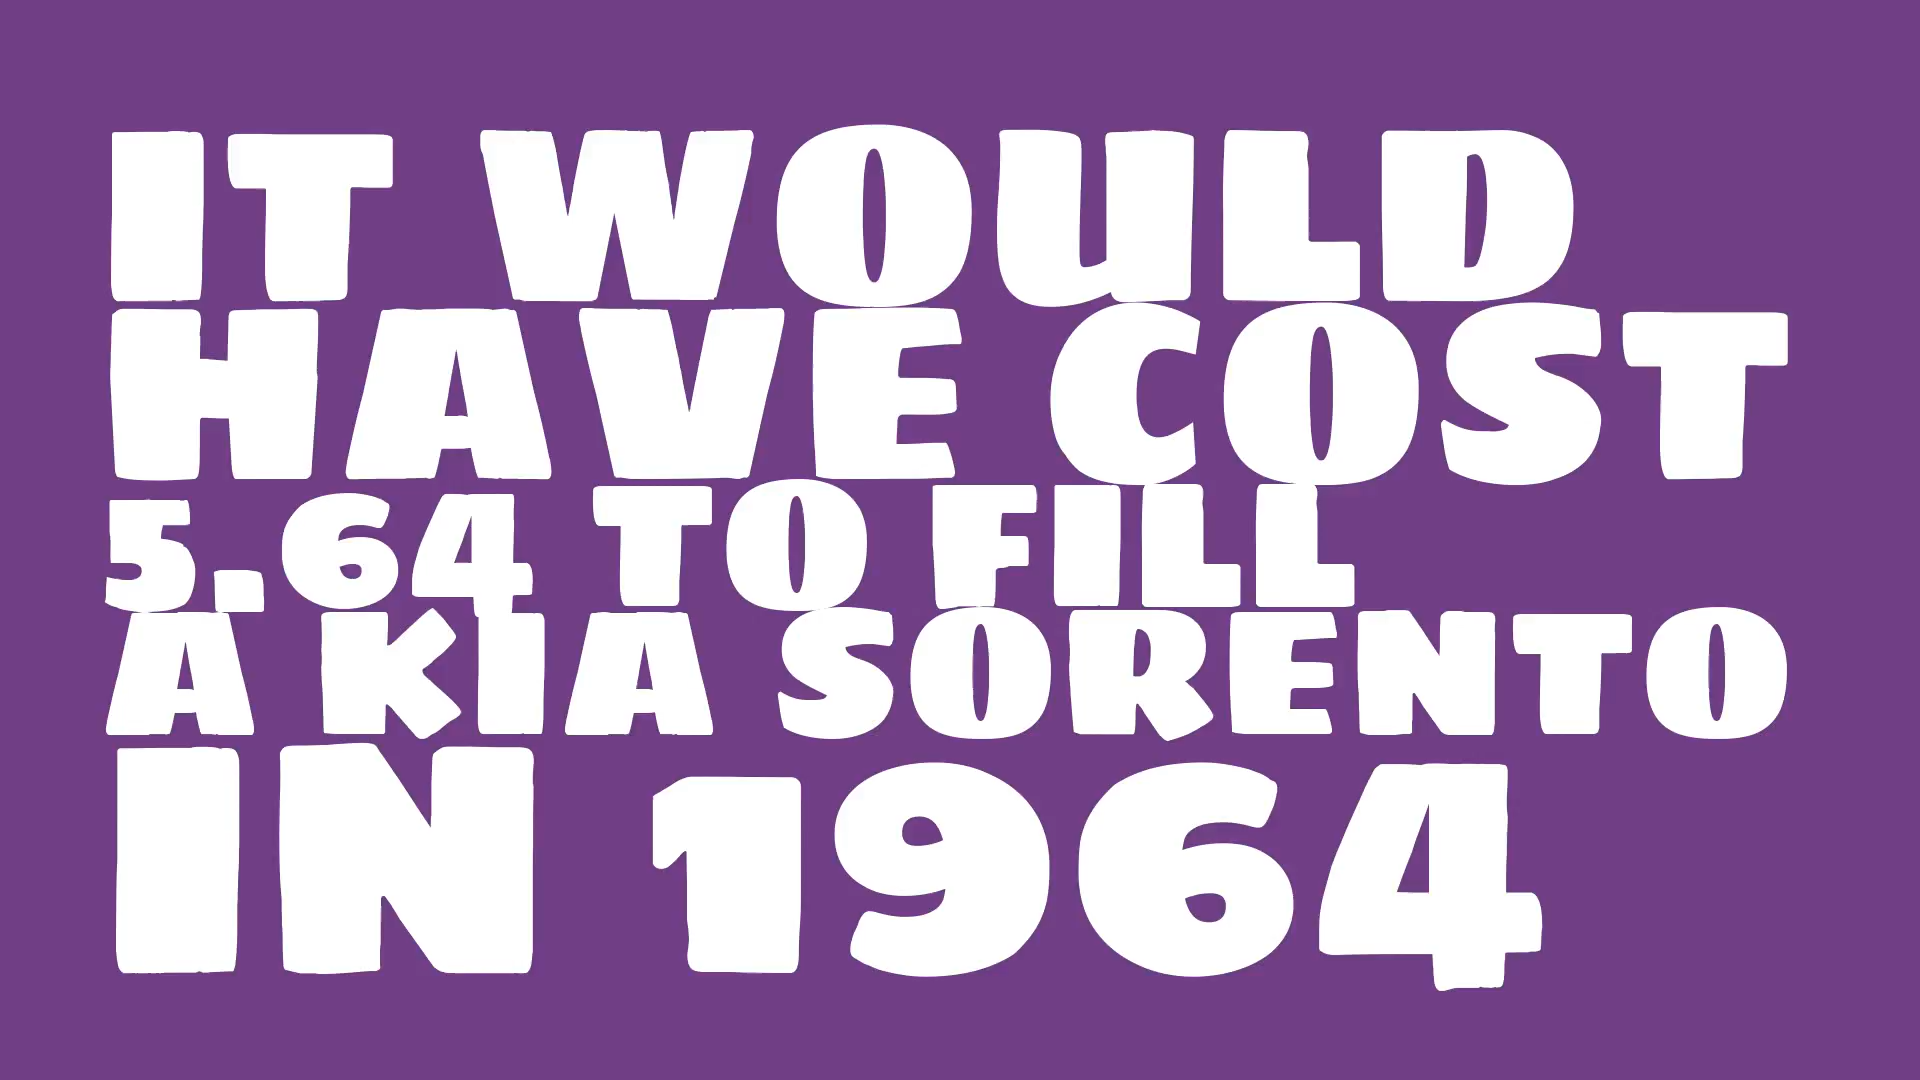 IT WOULD
HAVE COST
5.64 TO FILL
A KIA SORENTO
IN 1964